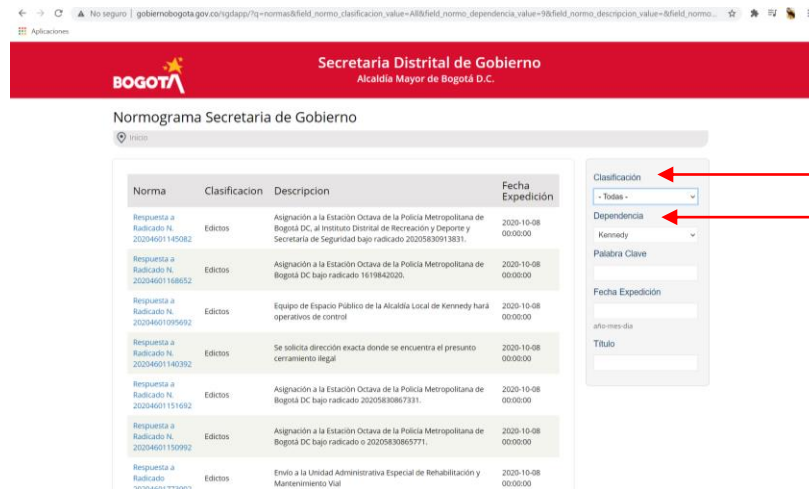 No seguro | gobiernobogota.gov.co/sgdapp/?q=normas&field_normo_clasificacion_value=All&field_normo_dependencia_value=9&field_normo_descripcion_value=&field_normo...
Aplicaciones
BOGOTÁ
Secretaria Distrital de Gobierno
Alcaldía Mayor de Bogotá D.C.
Normograma Secretaria de Gobierno
Inicio
Norma Clasificacion Descripcion Fecha
Expedición
Respuesta a
Radicado N.
20204601145082
Edictos
Asignación a la Estación Octava de la Policía Metropolitana de
Bogotá DC, al Instituto Distrital de Recreación y Deporte y
Secretaría de Seguridad bajo radicado 20205830913831.
2020-10-08
00:00:00
Respuesta a
Radicado N.
20204601168652
Edictos
Asignación a la Estación Octava de la Policía Metropolitana de
Bogotá DC bajo radicado 1619842020.
2020-10-08
00:00:00
Respuesta a
Radicado N.
20204601095692
Edictos
Equipo de Espacio Público de la Alcaldía Local de Kennedy hará
operativos de control
2020-10-08
00:00:00
Respuesta a
Radicado N.
20204601140392
Edictos
Se solicita dirección exacta donde se encuentra el presunto
cerramiento ilegal
2020-10-08
00:00:00
Respuesta a
Radicado N.
20204601151692
Edictos
Asignación a la Estación Octava de la Policía Metropolitana de
Bogotá DC bajo radicado 20205830867331.
2020-10-08
00:00:00
Respuesta a
Radicado N.
20204601150992
Edictos
Asignación a la Estación Octava de la Policía Metropolitana de
Bogotá DC bajo radicado o 20205830865771.
2020-10-08
00:00:00
Respuesta a
Radicado
Edictos
Envío a la Unidad Administrativa Especial de Rehabilitación y
Mantenimiento Vial
2020-10-08
00:00:00
Clasificación
- Todas -
Dependencia
Kennedy
Palabra Clave
Fecha Expedición
año-mes-dia
Título